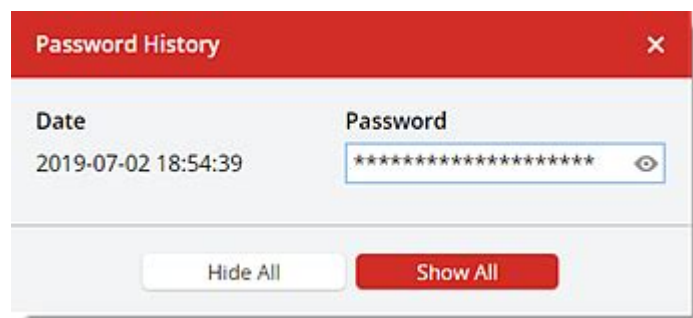 Password History ×
Date Password
2019-07-02 18:54:39 ********************
Hide All Show All